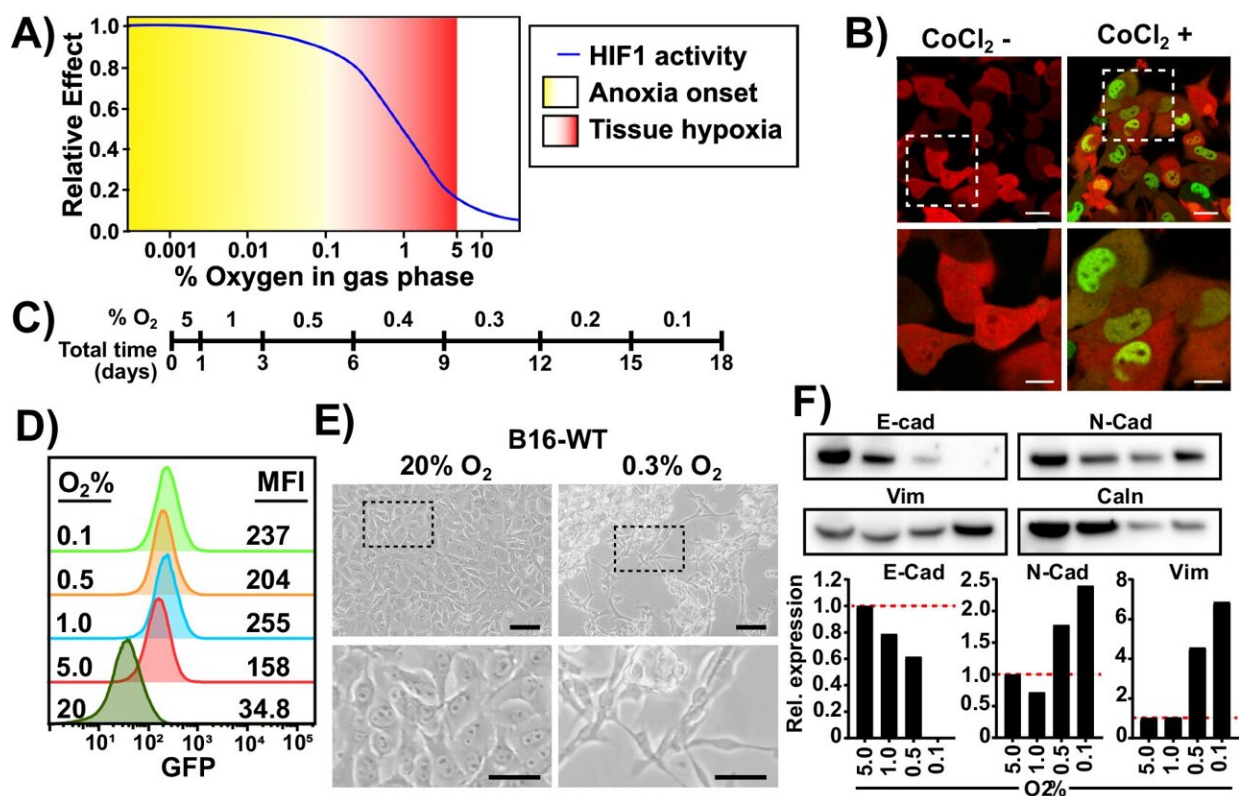 A)
Relative Effect
1.0
0.8
0.6
0.4
0.2
0.0
0.001 0.01 0.1 1 5 10
% Oxygen in gas phase
HIF1 activity
Anoxia onset
Tissue hypoxia
B)
CoCl2 - CoCl2 +
C)
% O2 5 1 0.5 0.4 0.3 0.2 0.1
Total time (days) 0 1 3 6 9 12 15 18
D)
O2% MFI
0.1 237
0.5 204
1.0 255
5.0 158
20 34.8
10^1 10^2 10^3 10^4 10^5
GFP
E)
B16-WT
20% O2 0.3% O2
F)
E-cad N-Cad
Vim Caln
E-Cad N-Cad Vim
Rel. expression
1.2
1.0
0.8
0.6
0.4
0.2
0
2.5
2.0
1.5
1.0
0.5
0
8
6
4
2
0
5.0 1.0 0.5 0.1 5.0 1.0 0.5 0.1 5.0 1.0 0.5 0.1
O2%